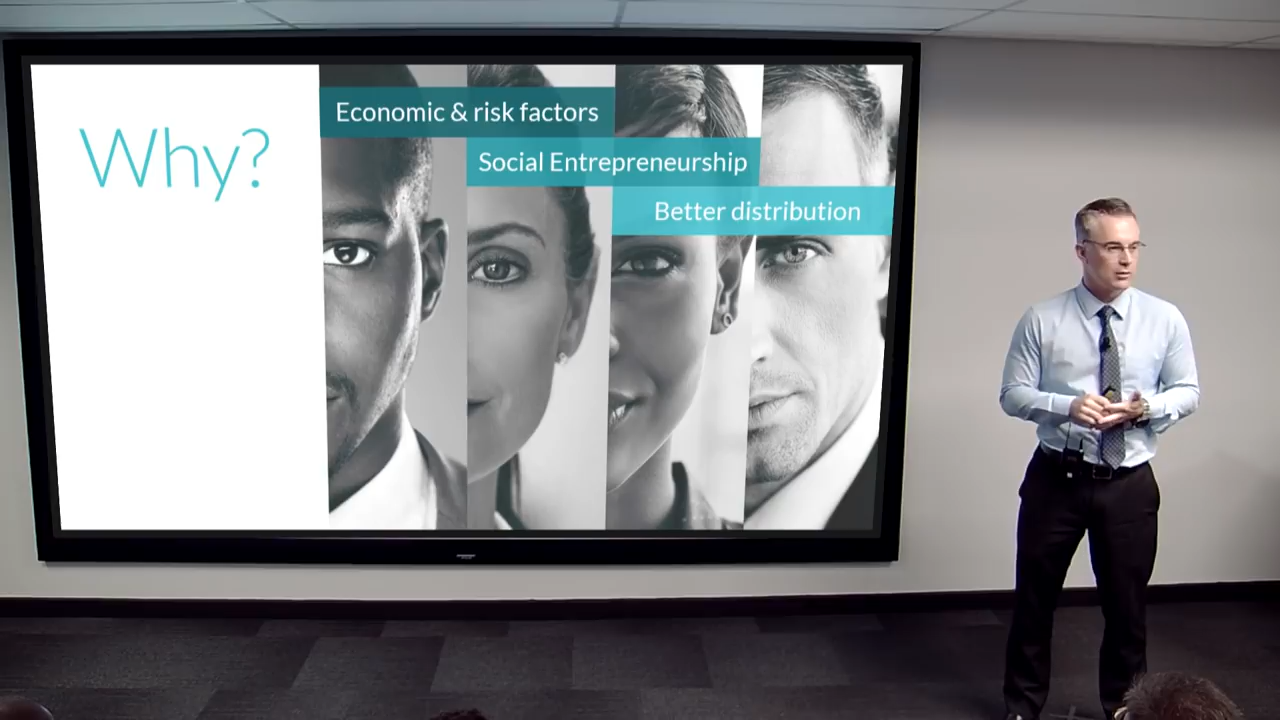 Why?
Economic & risk factors
Social Entrepreneurship
Better distribution